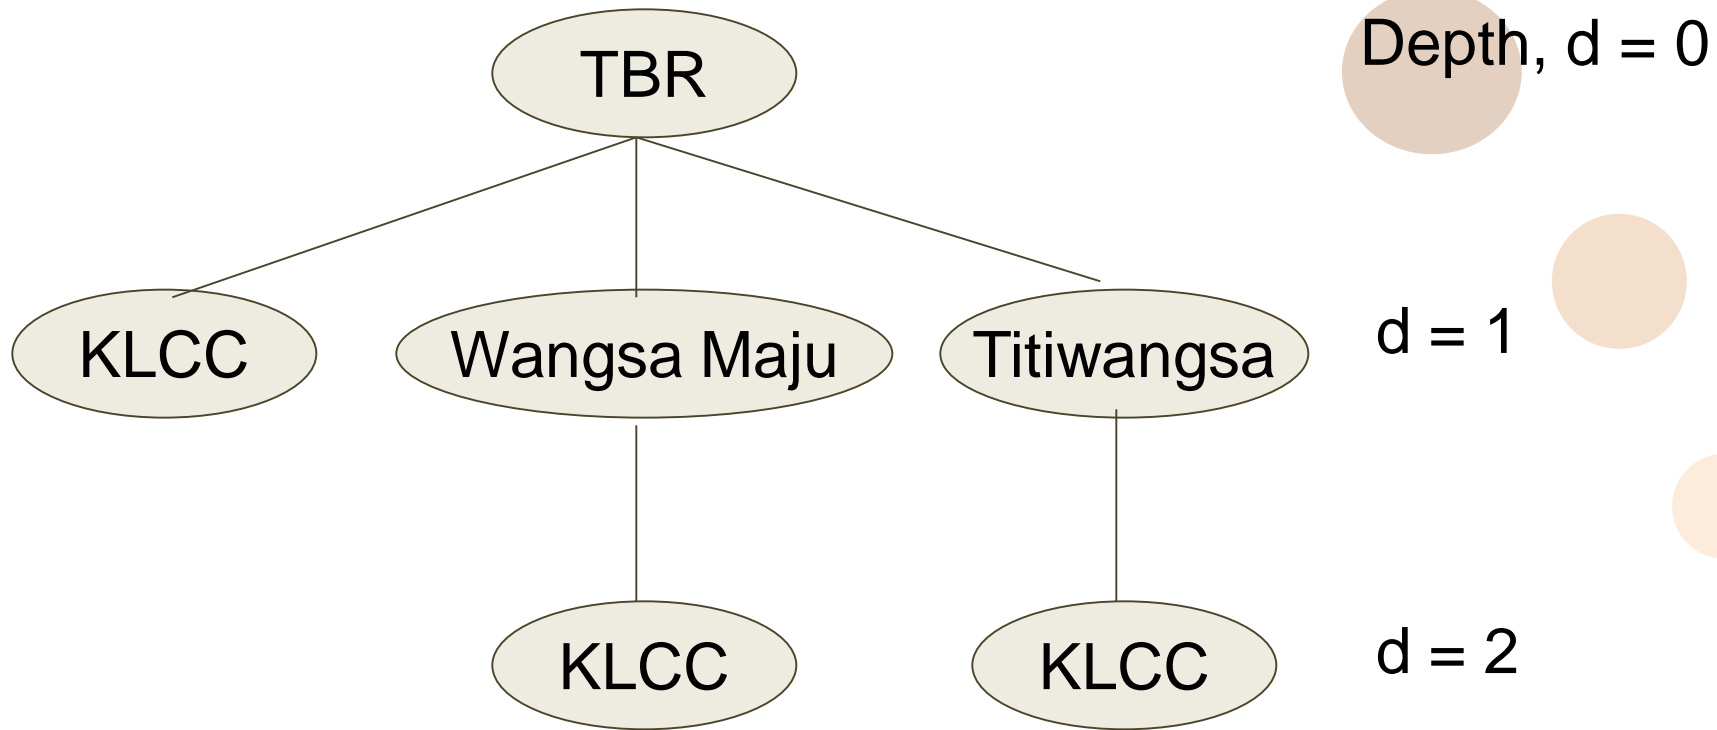 TBR
Depth, d = 0
KLCC
Wangsa Maju
Titiwangsa
d = 1
KLCC
KLCC
d = 2